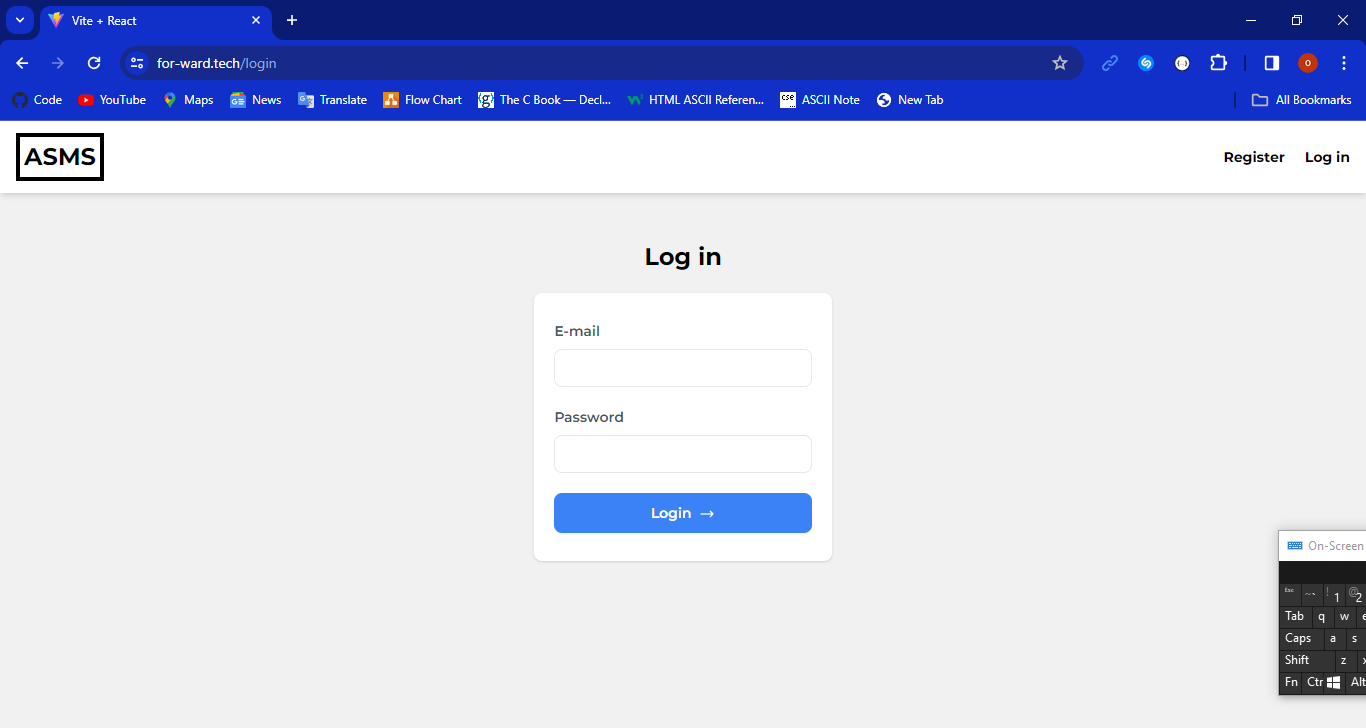 Vite + React
for-ward.tech/login
O
Code YouTube Maps News Translate Flow Chart The C Book — Decl... HTML ASCII Referen... ASCII Note New Tab All Bookmarks
ASMS
Register Log in
Log in
E-mail
Password
Login →
On-Screen
Esc ~` ! 1 @ 2
Tab q w e
Caps a s
Shift z x
Fn Ctr Alt